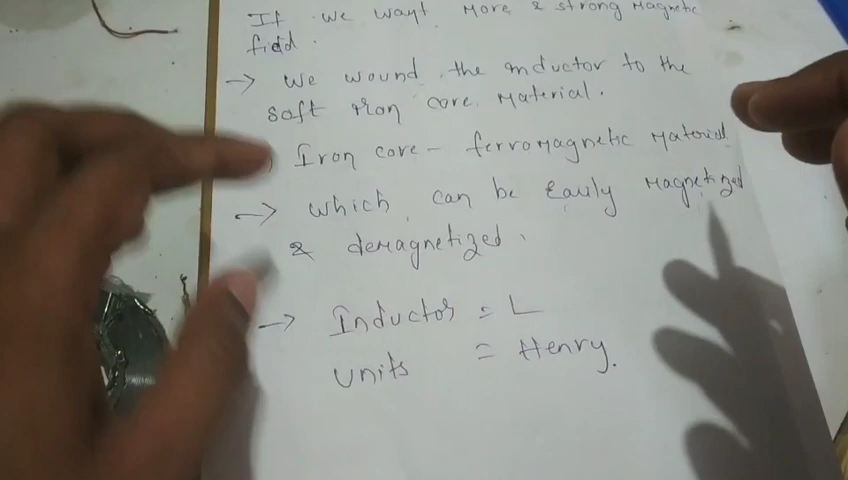 If we want more & strong magnetic
field.
→ we wound the inductor to the
soft iron core material.
Iron core - ferromagnetic material
→ which can be easily magnetized
& demagnetized.
→ Inductor = L
units = Henry.